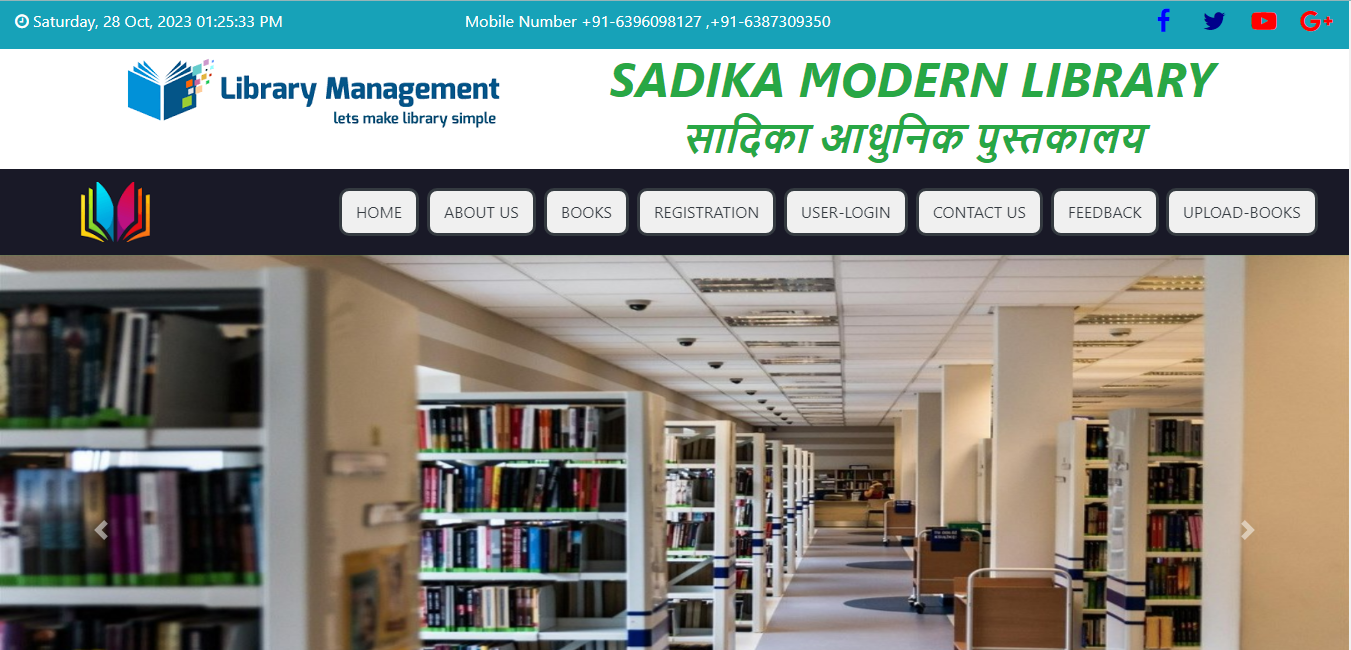 Saturday, 28 Oct, 2023 01:25:33 PM
Mobile Number +91-6396098127 ,+91-6387309350
G+
Library Management
lets make library simple
SADIKA MODERN LIBRARY
सादिका आधुनिक पुस्तकालय
HOME
ABOUT US
BOOKS
REGISTRATION
USER-LOGIN
CONTACT US
FEEDBACK
UPLOAD-BOOKS